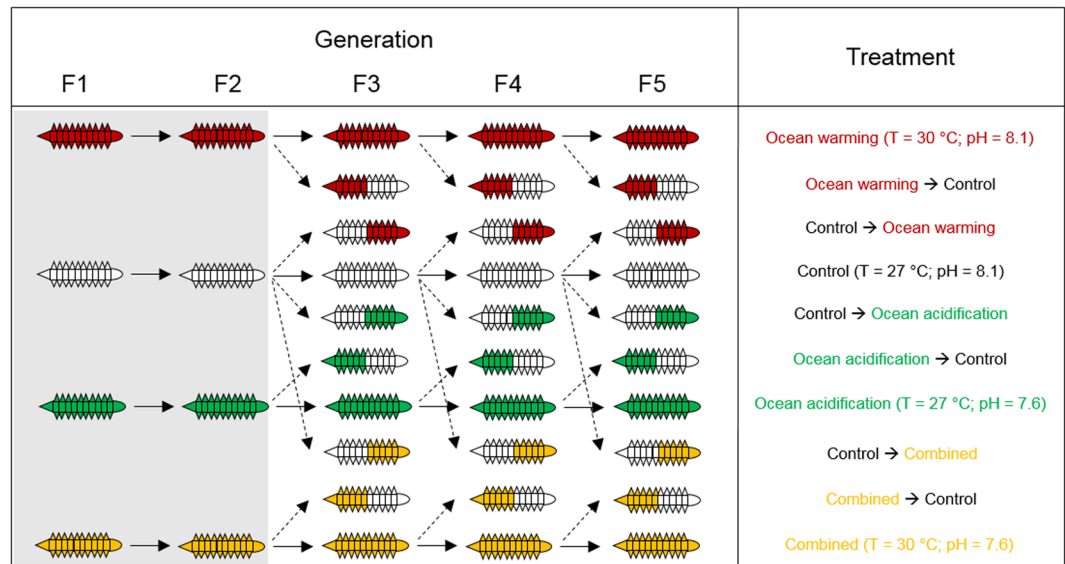 Generation
Treatment
F1 F2 F3 F4 F5
Ocean warming (T = 30 °C; pH = 8.1)
Ocean warming → Control
Control → Ocean warming
Control (T = 27 °C; pH = 8.1)
Control → Ocean acidification
Ocean acidification → Control
Ocean acidification (T = 27 °C; pH = 7.6)
Control → Combined
Combined → Control
Combined (T = 30 °C; pH = 7.6)